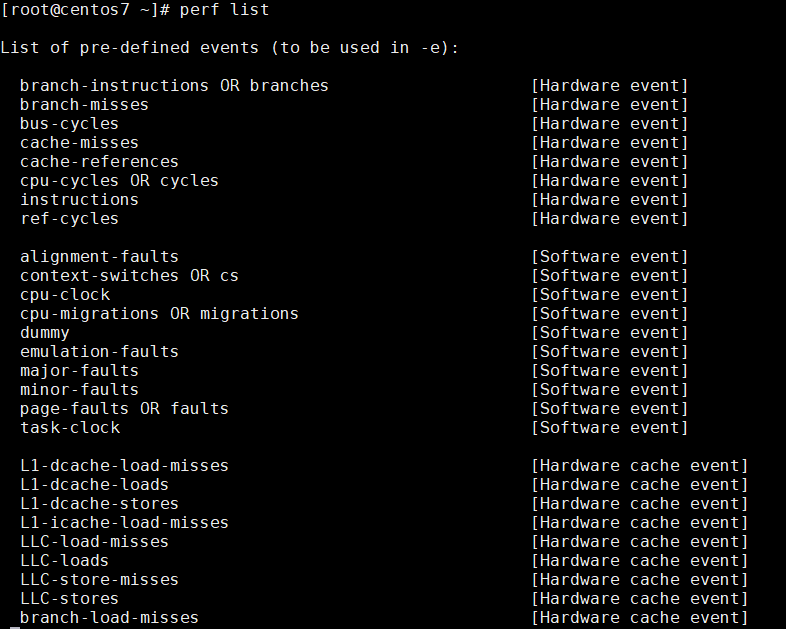 [root@centos7 ~]# perf list
List of pre-defined events (to be used in -e):
branch-instructions OR branches [Hardware event]
branch-misses [Hardware event]
bus-cycles [Hardware event]
cache-misses [Hardware event]
cache-references [Hardware event]
cpu-cycles OR cycles [Hardware event]
instructions [Hardware event]
ref-cycles [Hardware event]
alignment-faults [Software event]
context-switches OR cs [Software event]
cpu-clock [Software event]
cpu-migrations OR migrations [Software event]
dummy [Software event]
emulation-faults [Software event]
major-faults [Software event]
minor-faults [Software event]
page-faults OR faults [Software event]
task-clock [Software event]
L1-dcache-load-misses [Hardware cache event]
L1-dcache-loads [Hardware cache event]
L1-dcache-stores [Hardware cache event]
L1-icache-load-misses [Hardware cache event]
LLC-load-misses [Hardware cache event]
LLC-loads [Hardware cache event]
LLC-store-misses [Hardware cache event]
LLC-stores [Hardware cache event]
branch-load-misses [Hardware cache event]